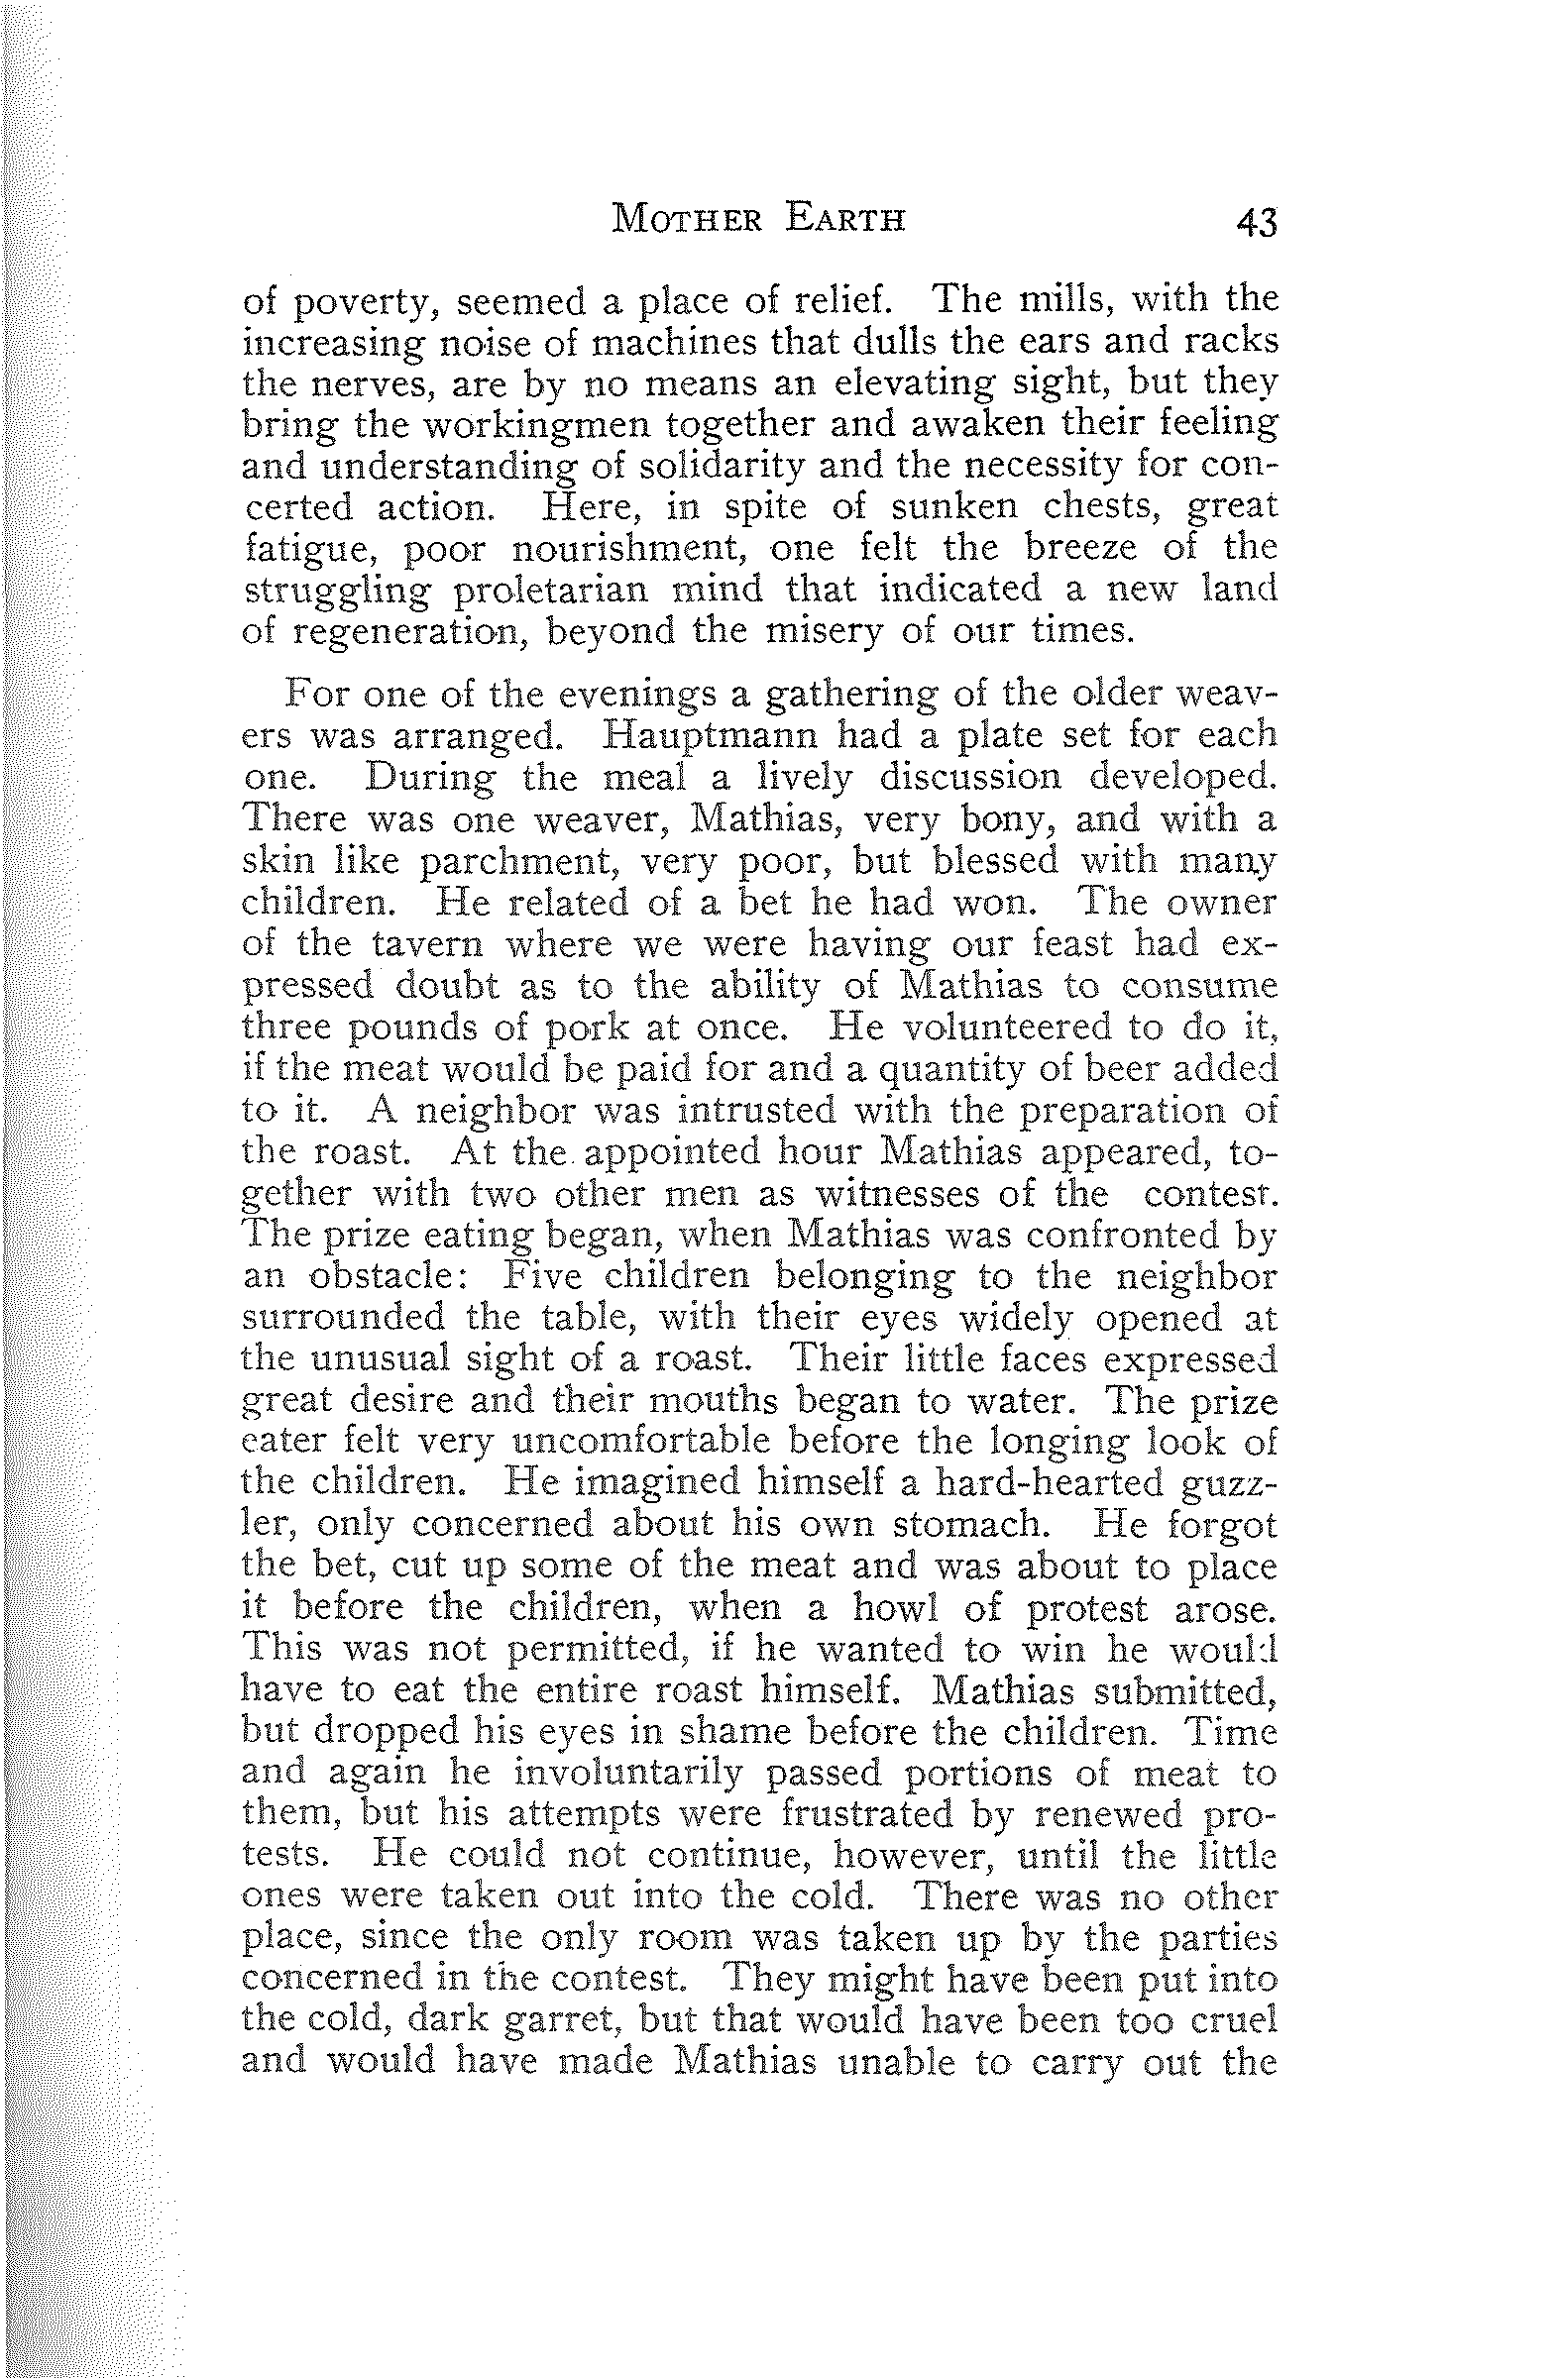 MOTHER EARTH 43
of poverty, seemed a place of relief. The mills, with the
increasing noise of machines that dulls the ears and racks
the nerves, are by no means an elevating sight, but they
bring the workingmen together and awaken their feeling
and understanding of solidarity and the necessity for con-
certed action. Here, in spite of sunken chests, great
fatigue, poor nourishment, one felt the breeze of the
struggling proletarian mind that indicated a new land
of regeneration, beyond the misery of our times.
For one of the evenings a gathering of the older weav-
ers was arranged. Hauptmann had a plate set for each
one. During the meal a lively discussion developed.
There was one weaver, Mathias, very bony, and with a
skin like parchment, very poor, but blessed with many
children. He related of a bet he had won. The owner
of the tavern where we were having our feast had ex-
pressed doubt as to the ability of Mathias to consume
three pounds of pork at once. He volunteered to do it,
if the meat would be paid for and a quantity of beer added
to it. A neighbor was intrusted with the preparation of
the roast. At the appointed hour Mathias appeared, to-
gether with two other men as witnesses of the contest.
The prize eating began, when Mathias was confronted by
an obstacle: Five children belonging to the neighbor
surrounded the table, with their eyes widely opened at
the unusual sight of a roast. Their little faces expressed
great desire and their mouths began to water. The prize
eater felt very uncomfortable before the longing look of
the children. He imagined himself a hard-hearted guzz-
ler, only concerned about his own stomach. He forgot
the bet, cut up some of the meat and was about to place
it before the children, when a howl of protest arose.
This was not permitted, if he wanted to win he would
have to eat the entire roast himself. Mathias submitted,
but dropped his eyes in shame before the children. Time
and again he involuntarily passed portions of meat to
them, but his attempts were frustrated by renewed pro-
tests. He could not continue, however, until the little
ones were taken out into the cold. There was no other
place, since the only room was taken up by the parties
concerned in the contest. They might have been put into
the cold, dark garret, but that would have been too cruel
and would have made Mathias unable to carry out the